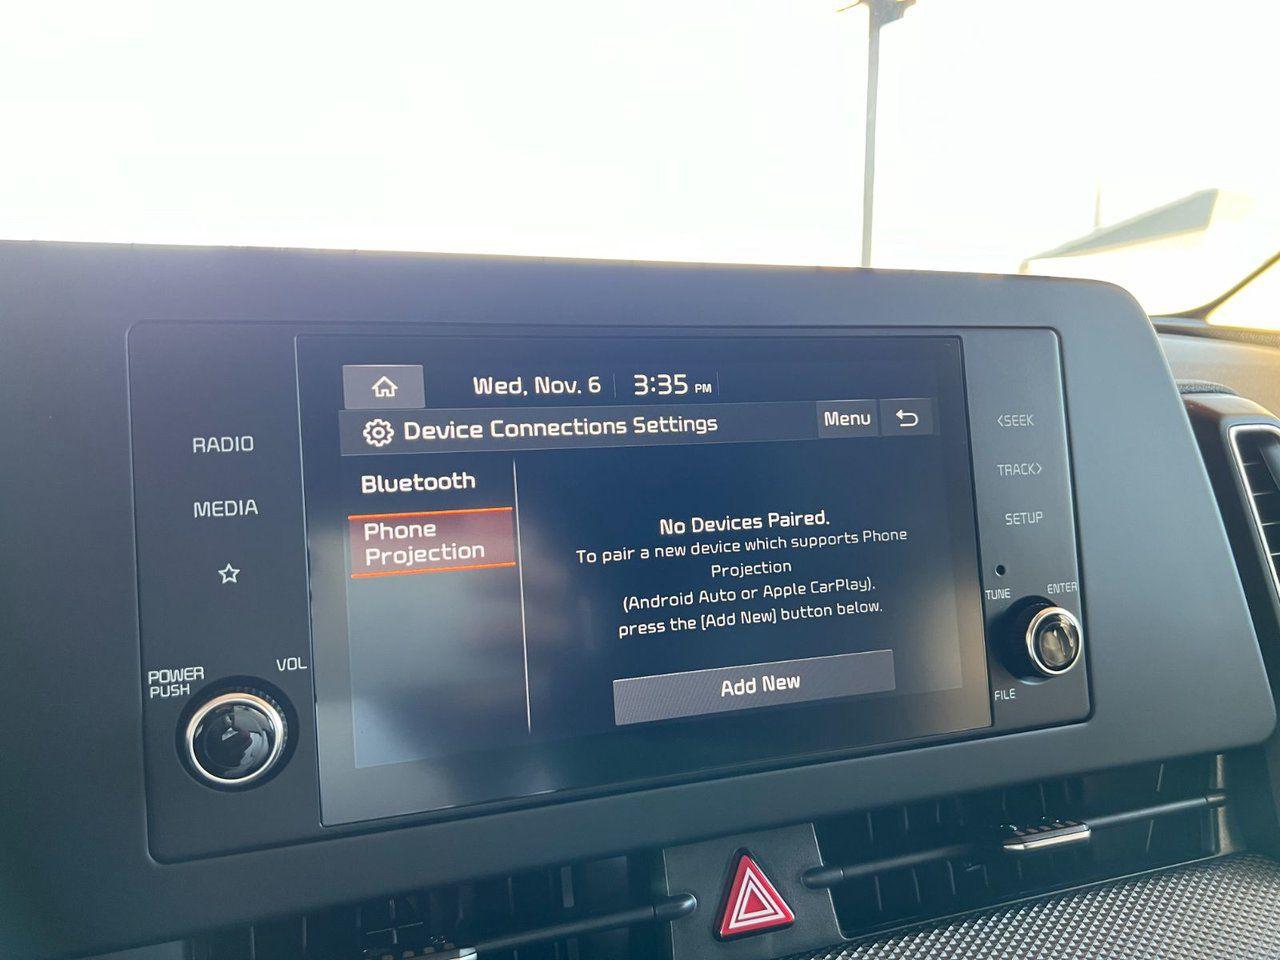 Wed, Nov. 6 3:35 PM
Device Connections Settings Menu
Bluetooth
Phone
Projection
No Devices Paired.
To pair a new device which supports Phone
Projection
(Android Auto or Apple CarPlay).
press the [Add New] button below.
Add New
RADIO
MEDIA
POWER
PUSH
VOL
<SEEK
TRACK>
SETUP
TUNE
ENTER
FILE